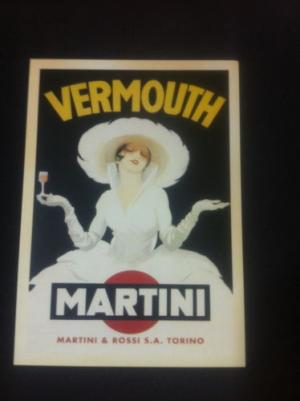 VERMOUTH
MARTINI
MARTINI & ROSSI S.A. TORINO